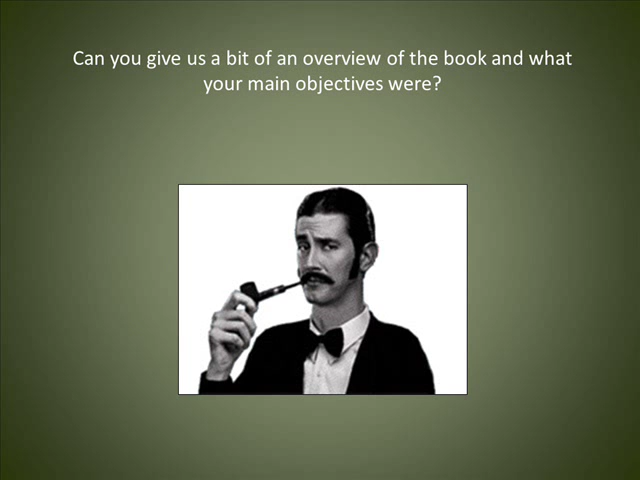 Can you give us a bit of an overview of the book and what
your main objectives were?